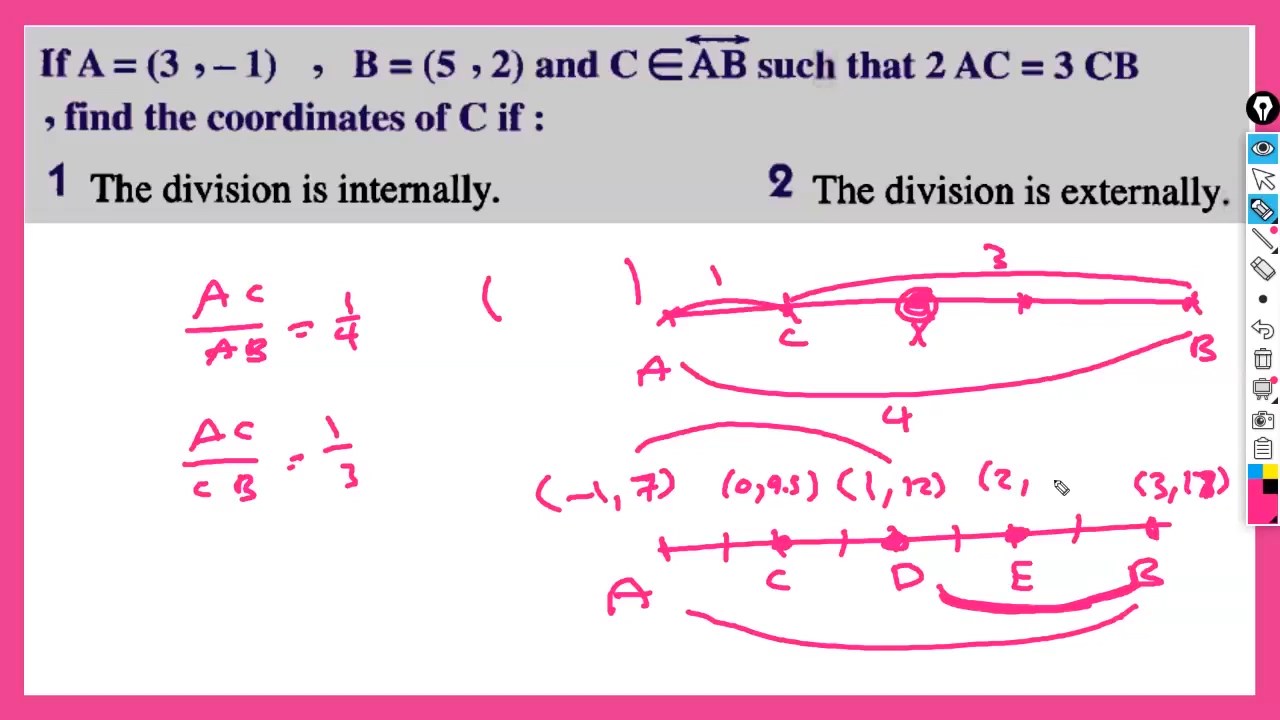 If A = (3 , – 1) , B = (5 , 2) and C ∈ AB such that 2 AC = 3 CB
, find the coordinates of C if :
1 The division is internally. 2 The division is externally.
AC
AB = 1/4
( ) 1 3
A C X B
4
AC
CB = 1/3
(–1, 7) (0, 9.5) (1, 12) (2, (3, 17)
A C D E B